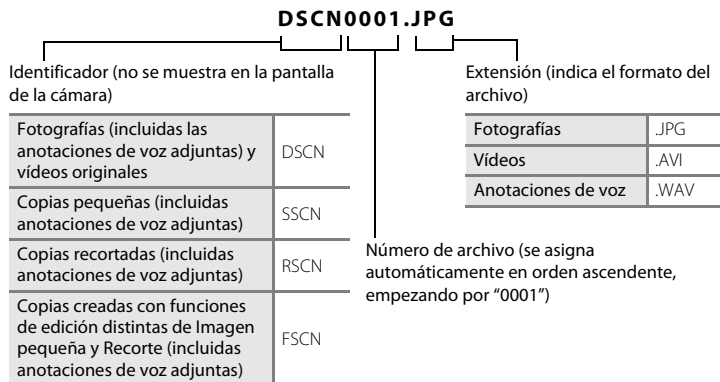 DSCN0001.JPG
Identificador (no se muestra en la pantalla
de la cámara)
Fotografías (incluidas las
anotaciones de voz adjuntas) y
vídeos originales
DSCN
Copias pequeñas (incluidas
anotaciones de voz adjuntas)
SSCN
Copias recortadas (incluidas
anotaciones de voz adjuntas)
RSCN
Copias creadas con funciones
de edición distintas de Imagen
pequeña y Recorte (incluidas
anotaciones de voz adjuntas)
FSCN
Extensión (indica el formato del
archivo)
Fotografías .JPG
Vídeos .AVI
Anotaciones de voz .WAV
Número de archivo (se asigna
automáticamente en orden ascendente,
empezando por “0001”)